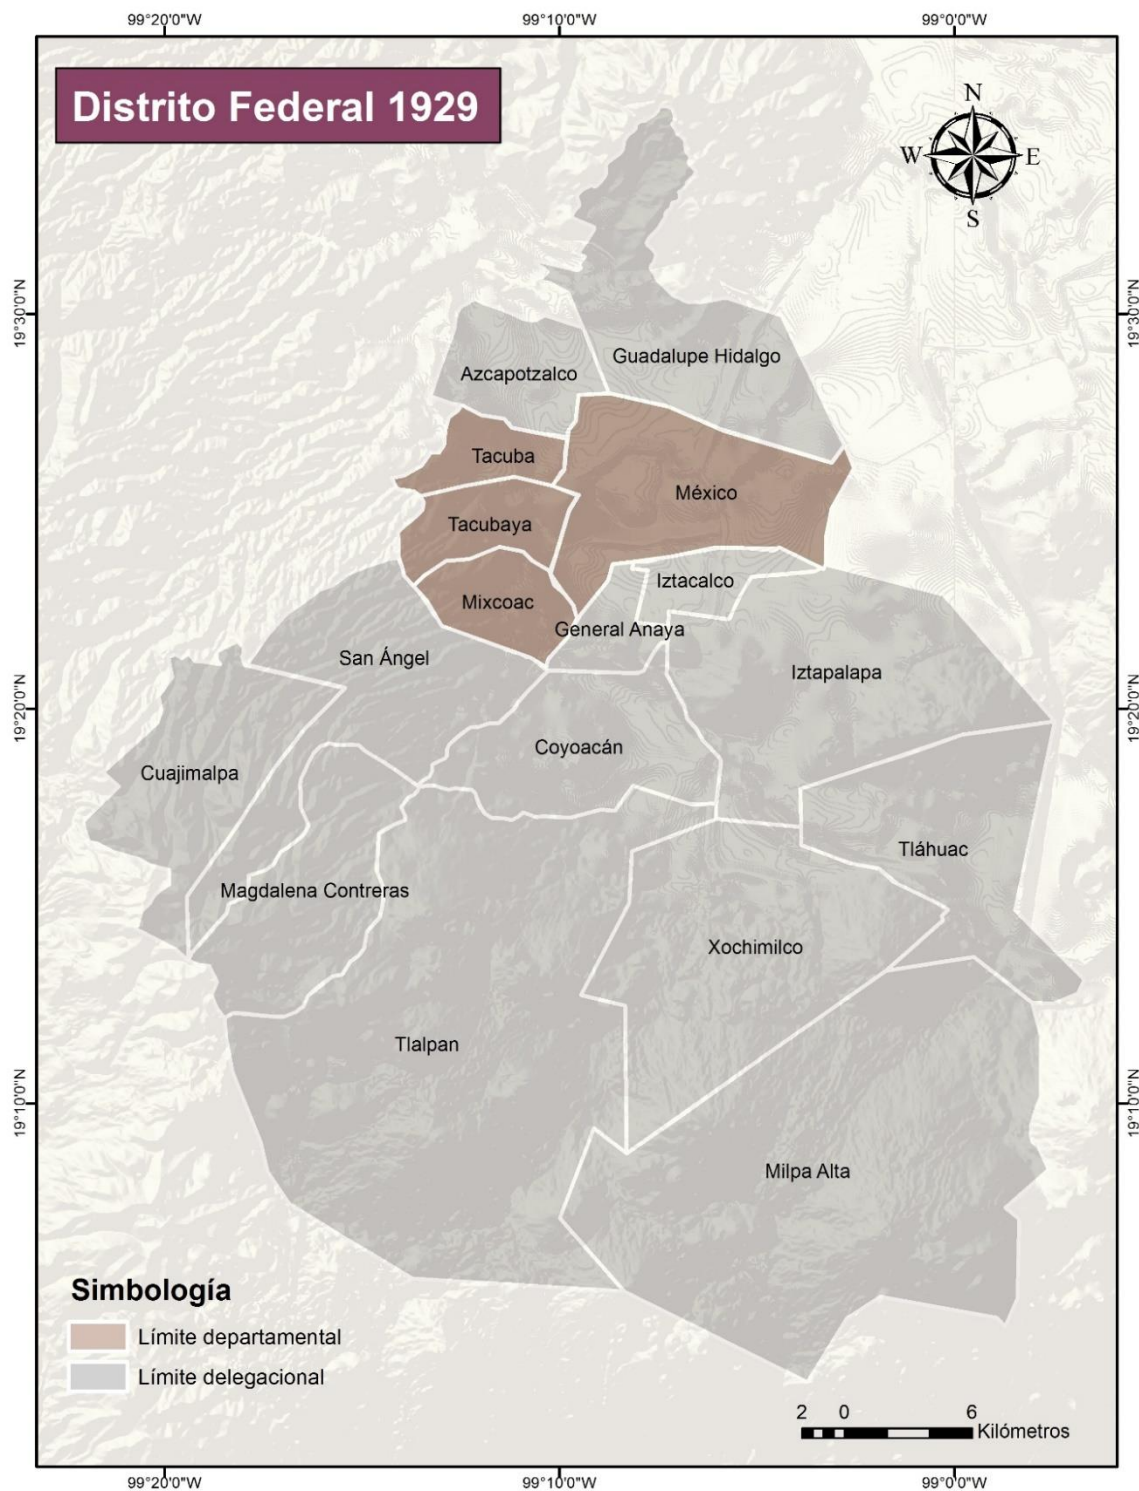 99°20'0"W
99°10'0"W
99°0'0"W
Distrito Federal 1929
N
W
E
S
19°30'0"N
19°30'0"N
Guadalupe Hidalgo
Azcapotzalco
Tacuba
México
Tacubaya
Iztacalco
Mixcoac
General Anaya
San Ángel
Iztapalapa
19°20'0"N
19°20'0"N
Coyoacán
Cuajimalpa
Tláhuac
Magdalena Contreras
Xochimilco
Tlalpan
19°10'0"N
19°10'0"N
Milpa Alta
Simbología
Límite departamental
Límite delegacional
2 0 6
Kilómetros
99°20'0"W
99°10'0"W
99°0'0"W